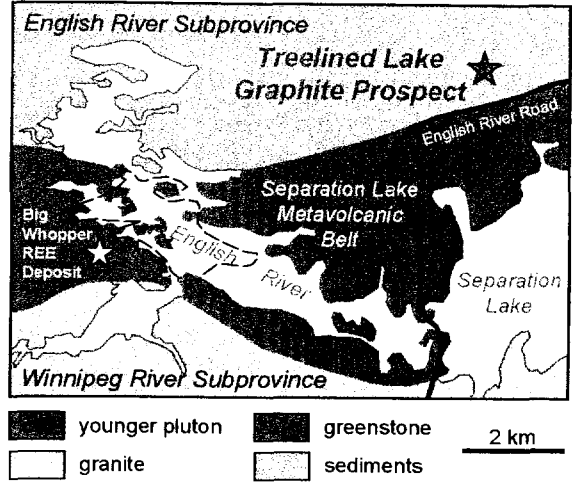 English River Subprovince
Treelined Lake
Graphite Prospect
English River Road
Separation Lake
Metavolcanic
Belt
Big
Whopper
REE
Deposit
English
River
Separation
Lake
Winnipeg River Subprovince
younger pluton
greenstone
2 km
granite
sediments